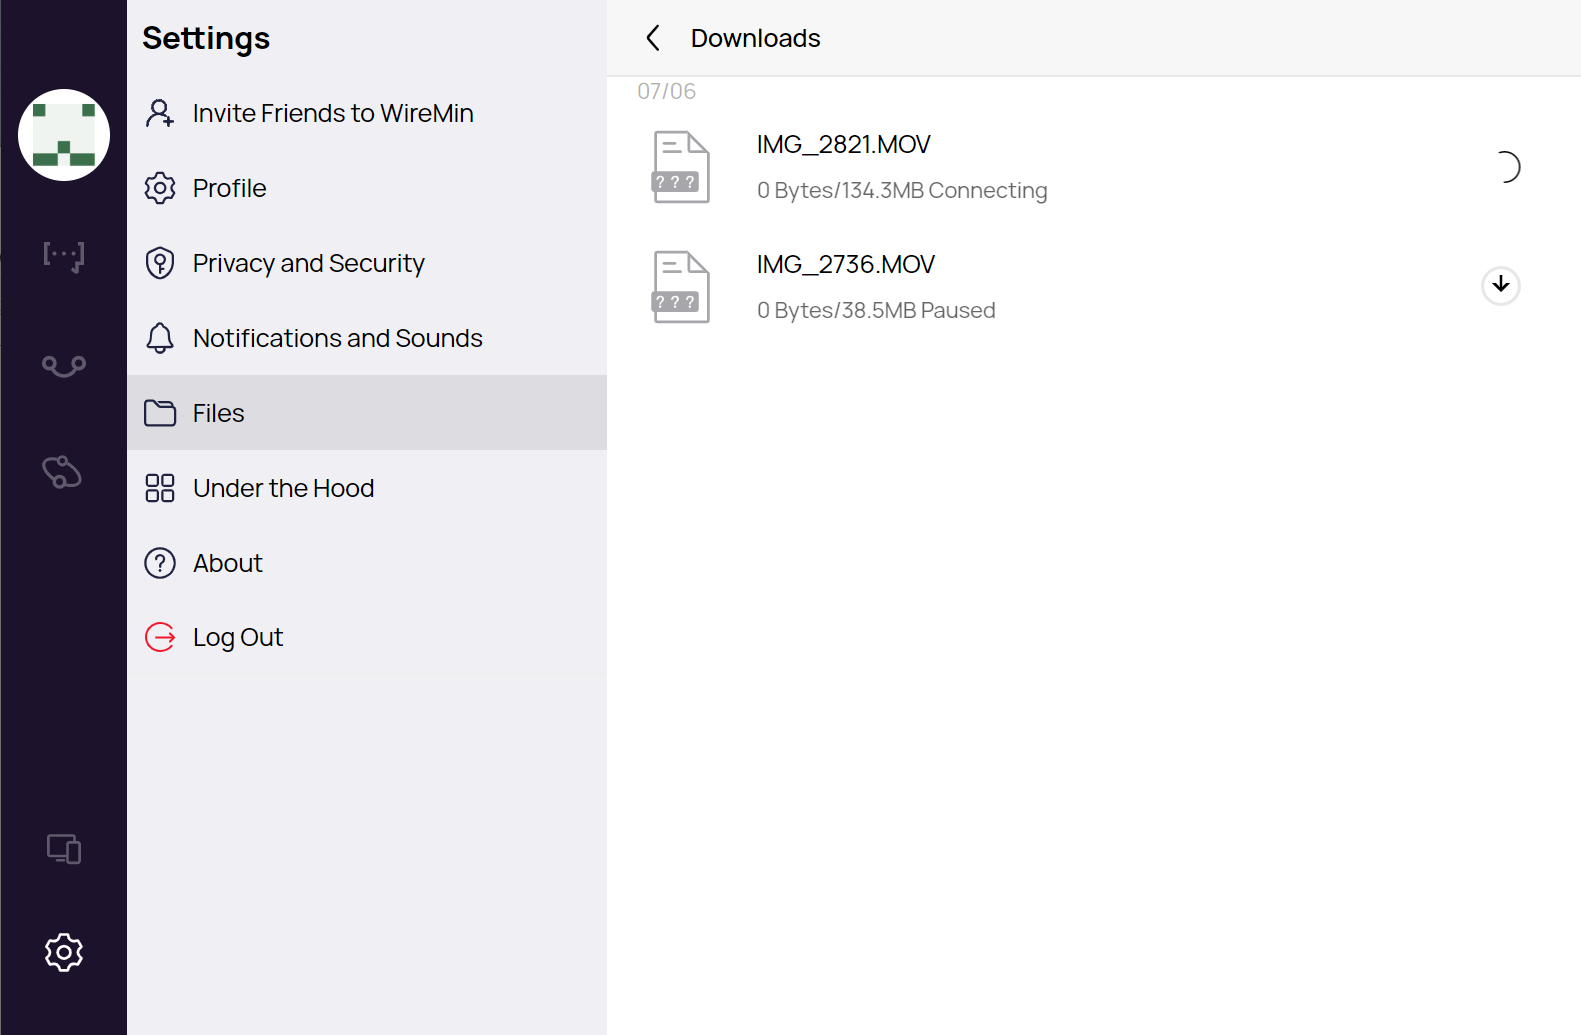 Settings
Invite Friends to WireMin
Profile
Privacy and Security
Notifications and Sounds
Files
Under the Hood
About
Log Out
Downloads
07/06
???
IMG_2821.MOV
0 Bytes/134.3MB Connecting
???
IMG_2736.MOV
0 Bytes/38.5MB Paused